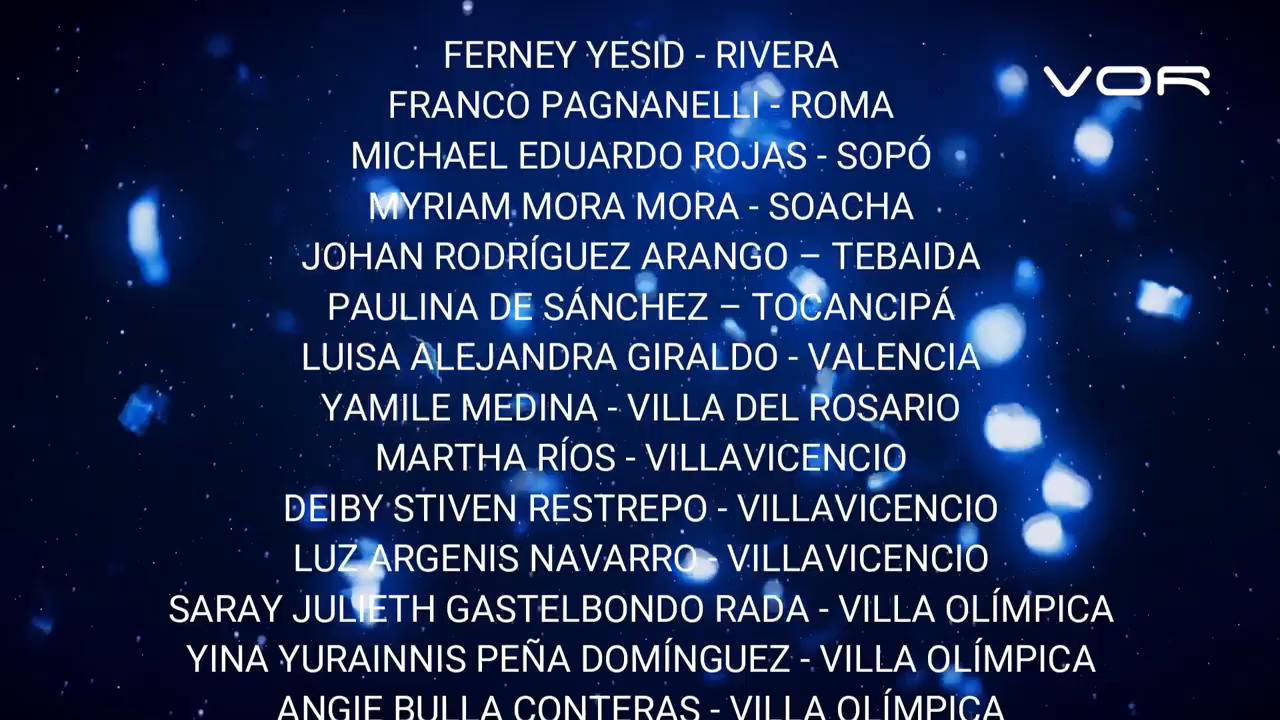 FERNEY YESID - RIVERA
VOR
FRANCO PAGNANELLI - ROMA
MICHAEL EDUARDO ROJAS - SOPÓ
MYRIAM MORA MORA - SOACHA
JOHAN RODRÍGUEZ ARANGO – TEBAIDA
PAULINA DE SÁNCHEZ – TOCANCIPÁ
LUISA ALEJANDRA GIRALDO - VALENCIA
YAMILE MEDINA - VILLA DEL ROSARIO
MARTHA RÍOS - VILLAVICENCIO
DEIBY STIVEN RESTREPO - VILLAVICENCIO
LUZ ARGENIS NAVARRO - VILLAVICENCIO
SARAY JULIETH GASTELBONDO RADA - VILLA OLÍMPICA
YINA YURAINNIS PEÑA DOMÍNGUEZ - VILLA OLÍMPICA
ANGIE BULLA CONTERAS - VILLA OLÍMPICA